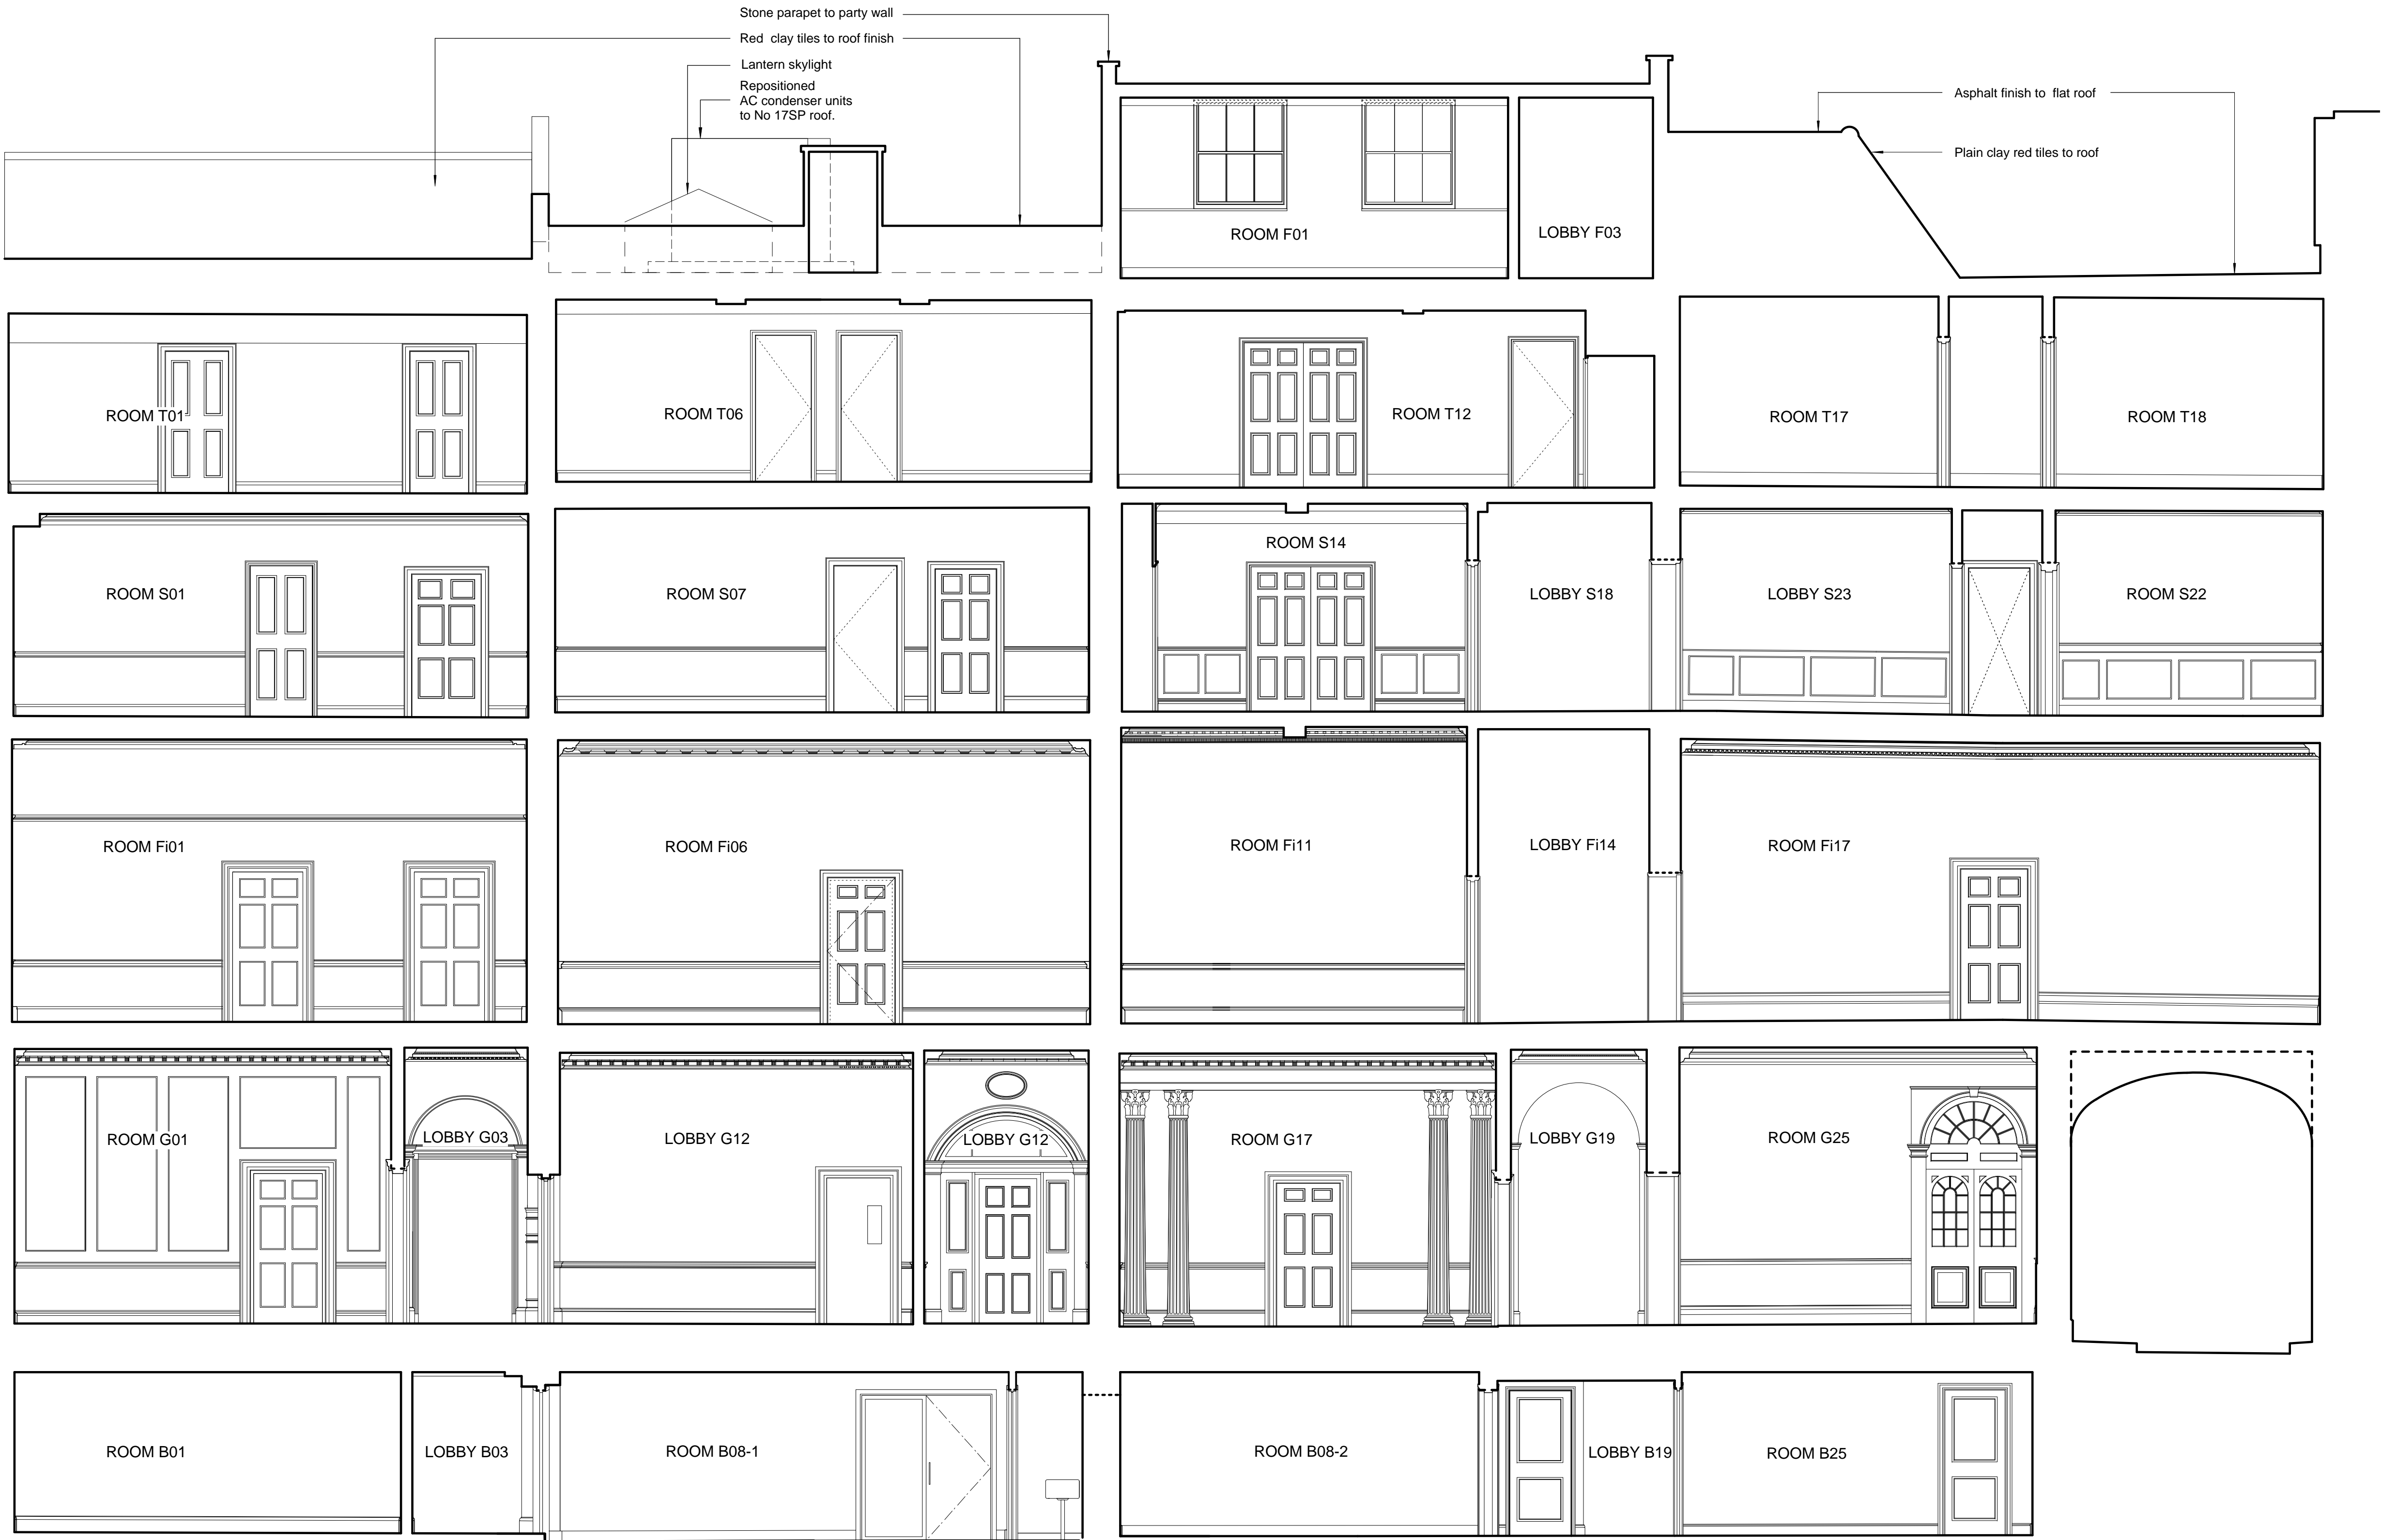 Stone parapet to party wall
Red clay tiles to roof finish
Lantern skylight
Repositioned
AC condenser units
to No 17SP roof.
Asphalt finish to flat roof
Plain clay red tiles to roof
ROOM F01
LOBBY F03
ROOM T01
ROOM T06
ROOM T12
ROOM T17
ROOM T18
ROOM S01
ROOM S07
ROOM S14
LOBBY S18
LOBBY S23
ROOM S22
ROOM Fi01
ROOM Fi06
ROOM Fi11
LOBBY Fi14
ROOM Fi17
ROOM G01
LOBBY G03
LOBBY G12
LOBBY G12
ROOM G17
LOBBY G19
ROOM G25
ROOM B01
LOBBY B03
ROOM B08-1
ROOM B08-2
LOBBY B19
ROOM B25